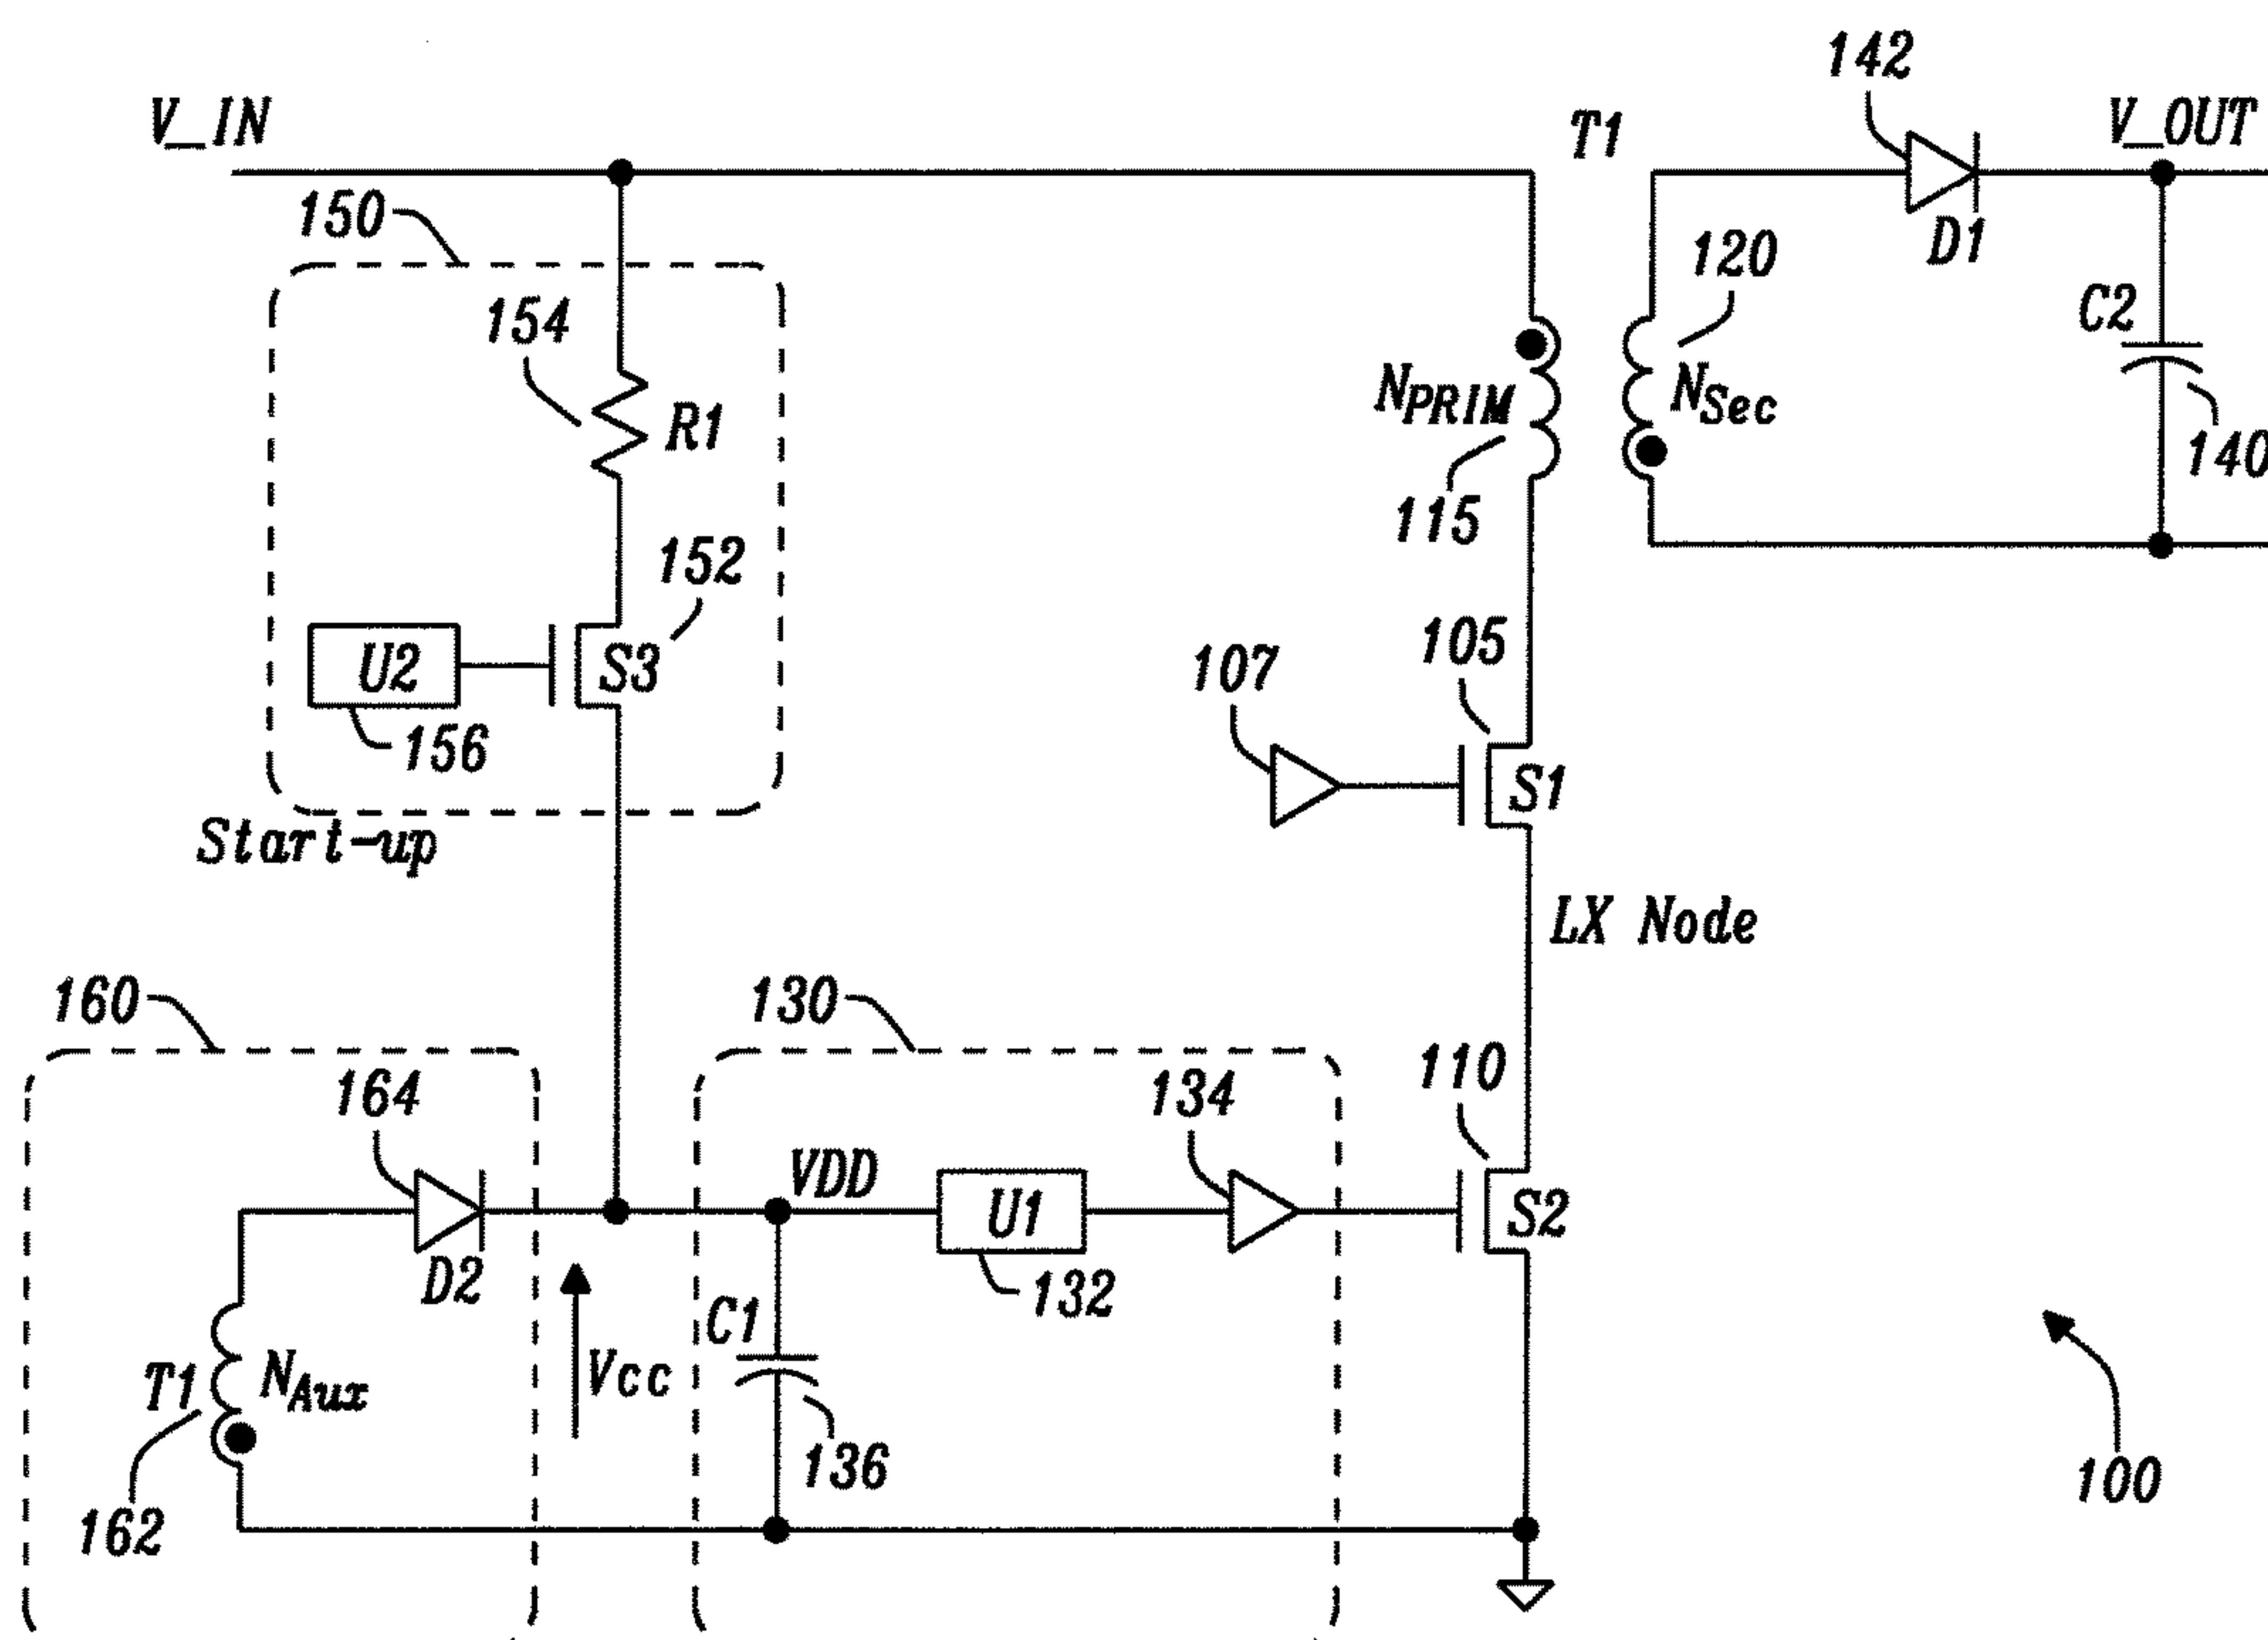 142
V_IN
T1
V_OUT
150
D1
120
154
C2
R1
NPRIM
NSec
140
115
152
105
U2
S3
107
156
S1
Start-up
LX Node
160
130
164
134
110
VDD
U1
S2
D2
132
C1
T1
NAux
Vcc
136
100
162